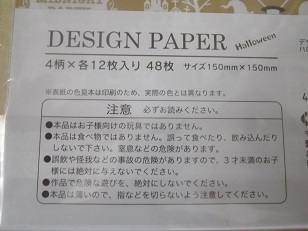 MIDNIGHT
PARTY
DESIGN PAPER Halloween
4柄×各12枚入り 48枚 サイズ150mm×150mm
※表紙の色見本は印刷のため、実際の色とは異なります。
注意 必ずお読みください。
●本品はお子様向けの玩具ではありません。
●本品は食べ物ではありません。誤って食べたり、飲み込んだり
しないで下さい。窒息などの危険があります。
●誤飲や怪我などの事故の危険がありますので、3才未満のお子
様には絶対に与えないでください。
●作品で危険な遊びを、絶対にしないでください。
●本品は薄いので、指などを切らないよう注意してください。